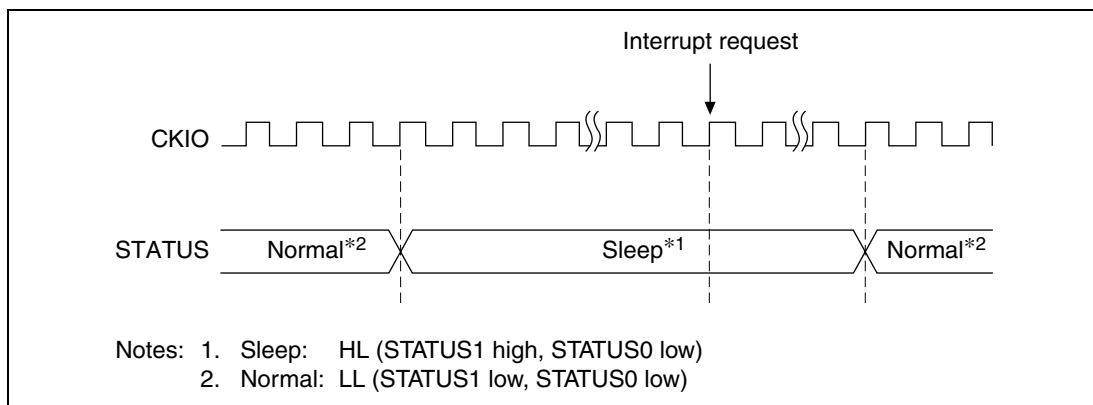 Interrupt request
CKIO
STATUS Normal*2 Sleep*1 Normal*2
Notes: 1. Sleep: HL (STATUS1 high, STATUS0 low)
2. Normal: LL (STATUS1 low, STATUS0 low)